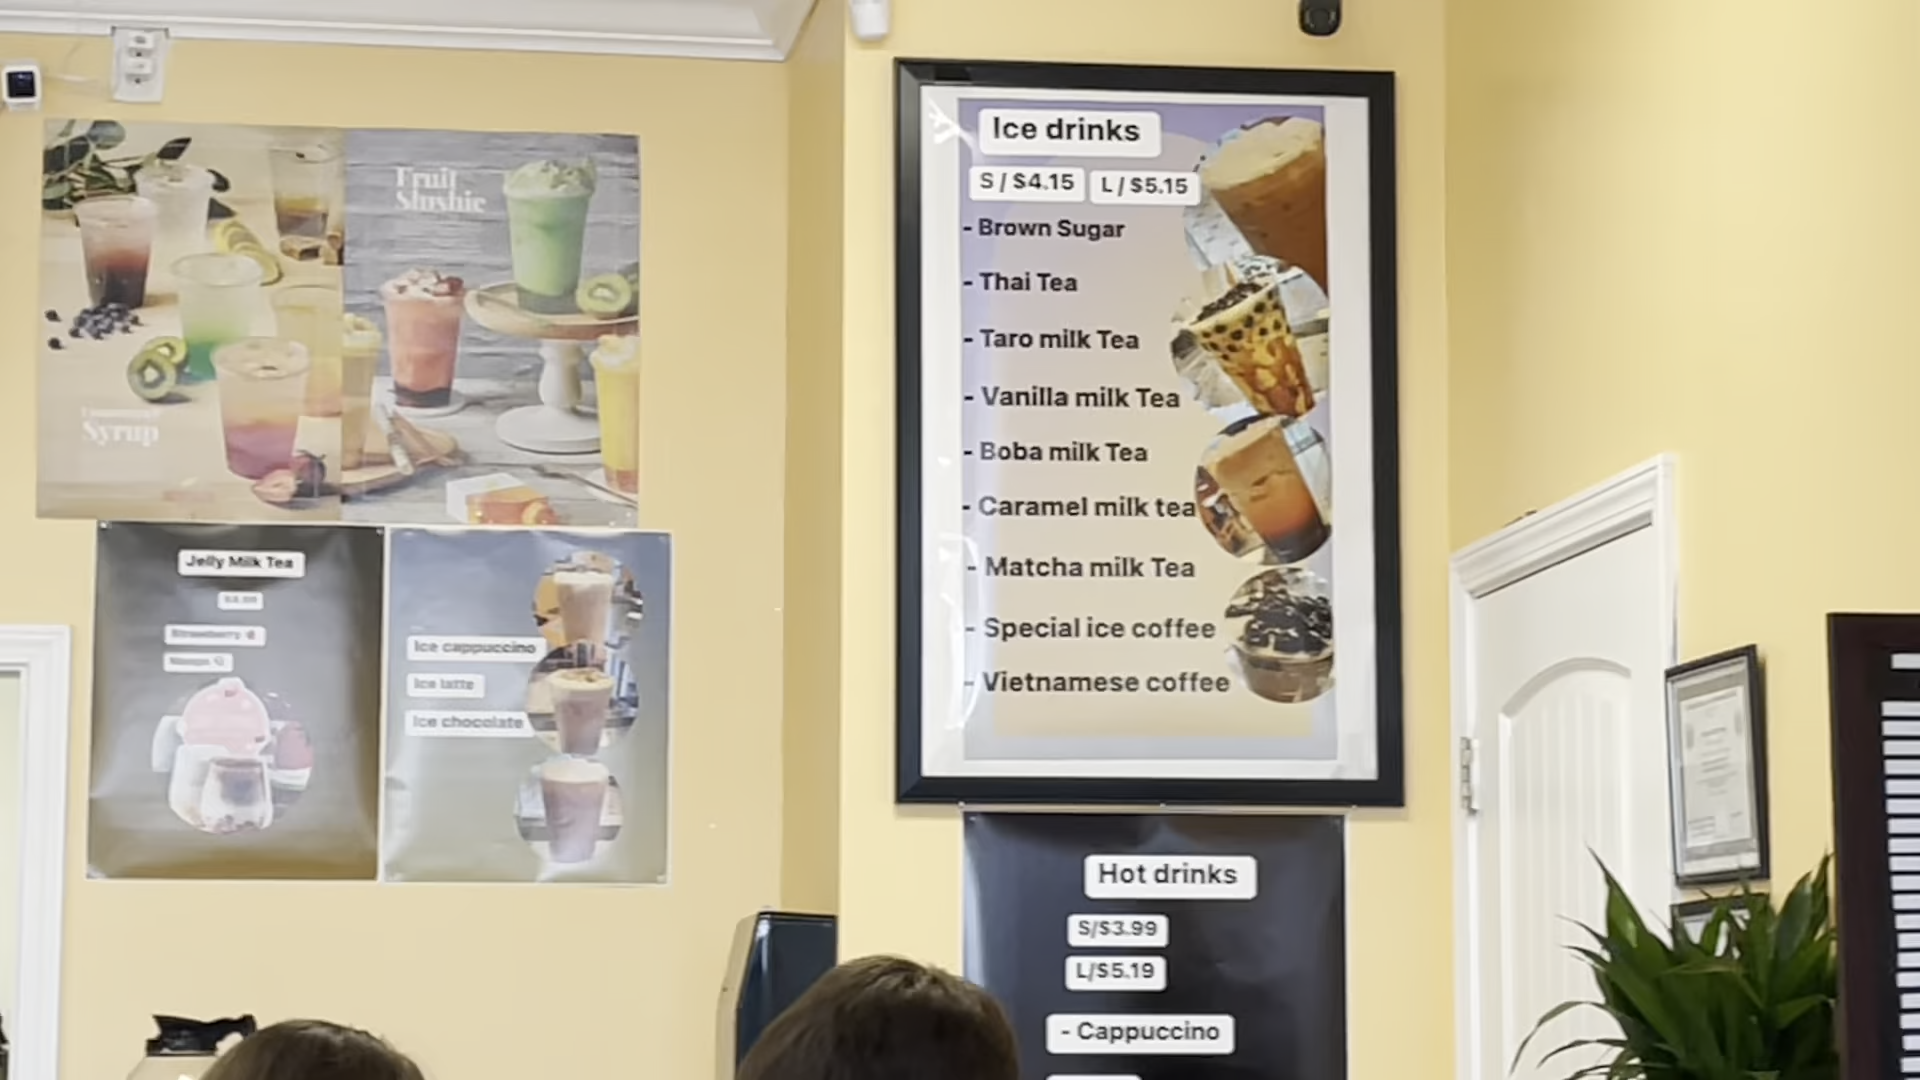 Fruit
Slushie
Syrup
Jelly Milk Tea
Strawberry
Ice cappuccino
Ice latte
Ice chocolate
Ice drinks
S / $4.15 L / $5.15
- Brown Sugar
- Thai Tea
- Taro milk Tea
- Vanilla milk Tea
- Boba milk Tea
- Caramel milk tea
- Matcha milk Tea
- Special ice coffee
- Vietnamese coffee
Hot drinks
S/$3.99
L/$5.19
- Cappuccino